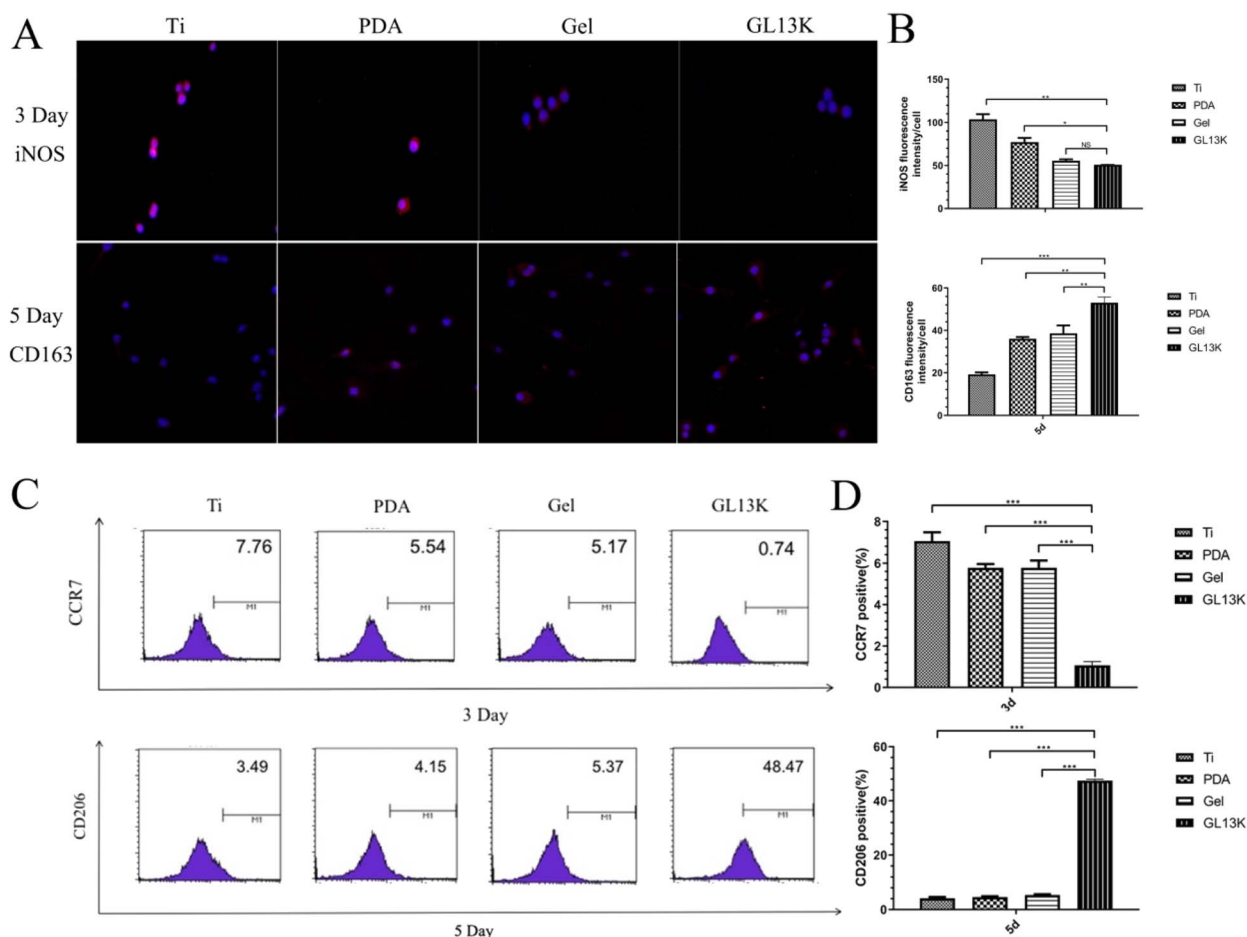 A
Ti
PDA
Gel
GL13K
3 Day
iNOS
5 Day
CD163
B
iNOS fluorescence
intensity/cell
150
100
50
0
**
*
NS
Ti
PDA
Gel
GL13K
CD163 fluorescence
intensity/cell
60
40
20
0
***
**
**
5d
Ti
PDA
Gel
GL13K
C
Ti
PDA
Gel
GL13K
CCR7
7.76
M1
5.54
M1
5.17
M1
0.74
M1
3 Day
CD206
3.49
M1
4.15
M1
5.37
M1
48.47
M1
5 Day
D
CCR7 positive(%)
8
6
4
2
0
***
***
***
3d
Ti
PDA
Gel
GL13K
CD206 positive(%)
60
40
20
0
***
***
***
5d
Ti
PDA
Gel
GL13K